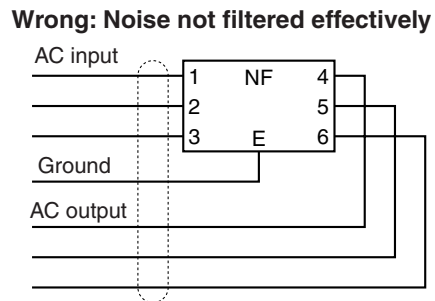 Wrong: Noise not filtered effectively
AC input
1 NF 4
2 5
3 E 6
Ground
AC output